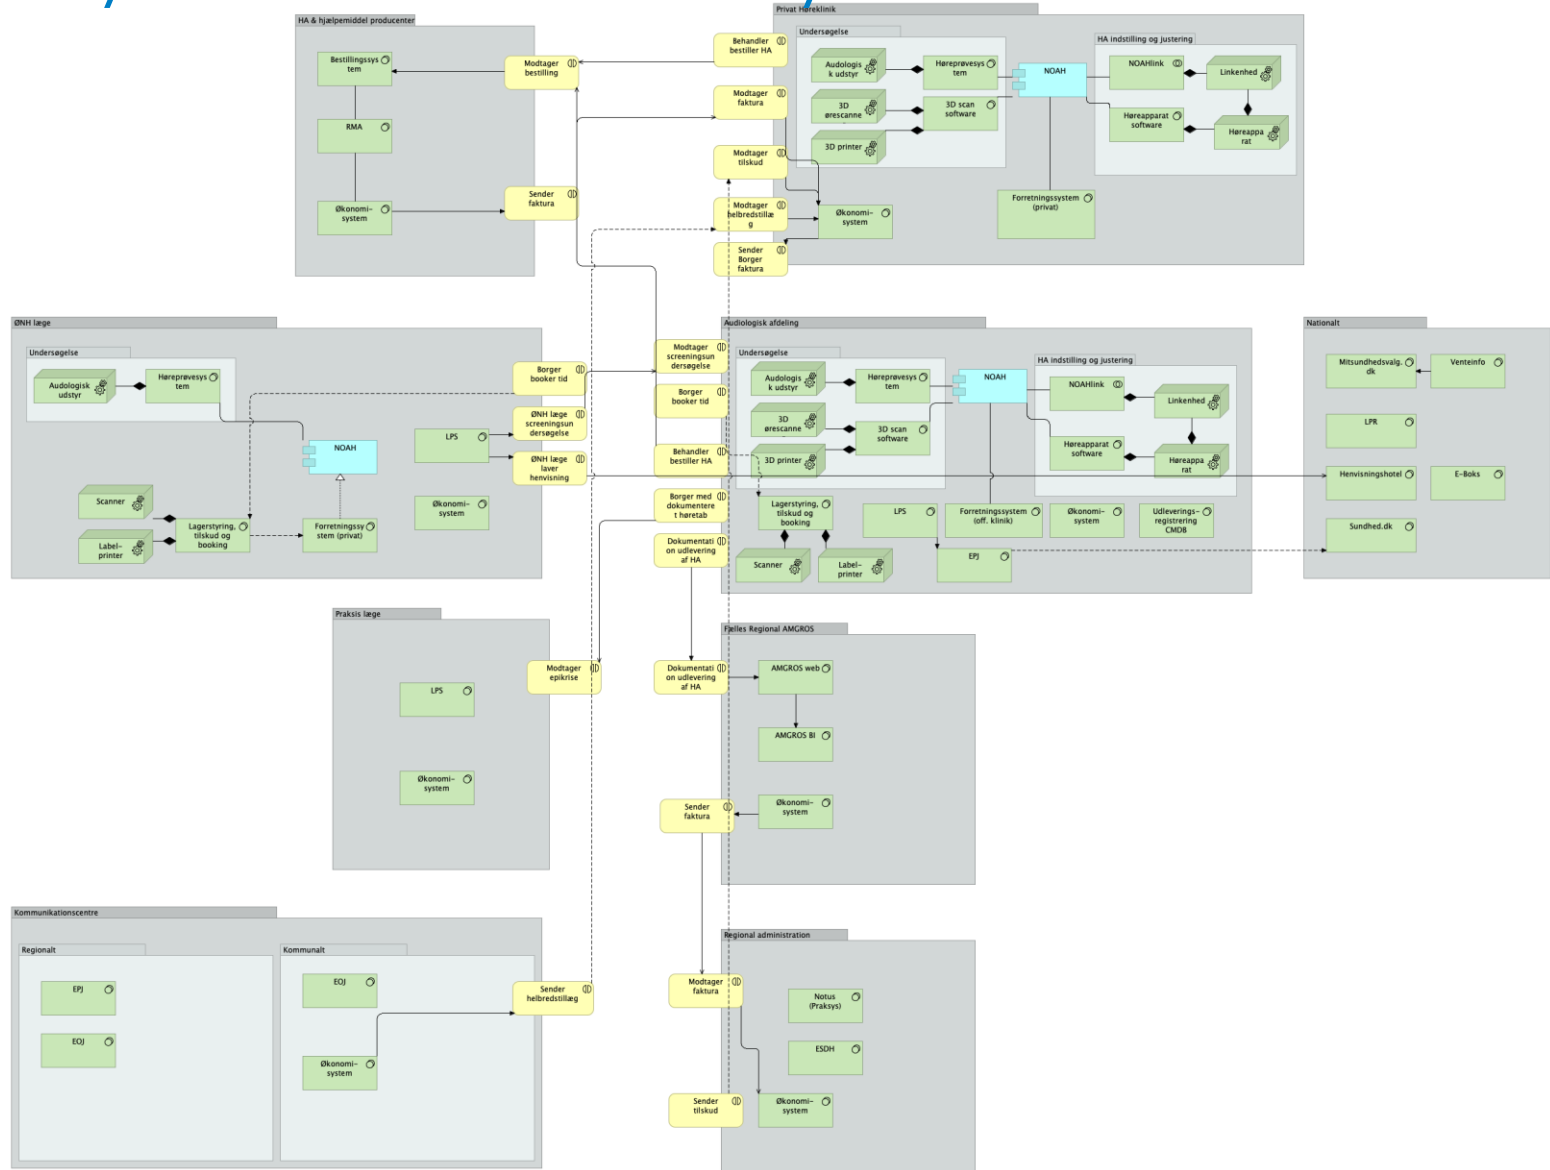 HA & hjælpemiddel producenter
Bestillingssys
tem
RMA
Økonomi-
system
Modtager
bestilling
Sender
faktura
Behandler
bestiller HA
Modtager
faktura
Modtager
tilskud
Modtager
helbredstillæ
g
Sender
Borger
faktura
Privat Høreklinik
Undersøgelse
Audologis
k udstyr
Høreprøvesys
tem
3D
ørescanne
3D scan
software
3D printer
NOAH
HA indstilling og justering
NOAHlink
Linkenhed
Høreapparat
software
Høreappa
rat
Økonomi-
system
Forretningssystem
(privat)
ØNH læge
Undersøgelse
Audologisk
udstyr
Høreprøvesys
tem
NOAH
Scanner
Label-
printer
Lagerstyring,
tilskud og
booking
Forretningssy
stem (privat)
LPS
Økonomi-
system
Borger
booker tid
ØNH læge
screeningsun
dersøgelse
ØNH læge
laver
henvisning
Modtager
screeningsun
dersøgelse
Borger
booker tid
Behandler
bestiller HA
Borger med
dokumentere
t høretab
Dokumentati
on udlevering
af HA
Audiologisk afdeling
Undersøgelse
Audologis
k udstyr
Høreprøvesys
tem
3D
ørescanne
3D scan
software
3D printer
NOAH
HA indstilling og justering
NOAHlink
Linkenhed
Høreapparat
software
Høreappa
rat
Lagerstyring,
tilskud og
booking
Scanner
Label-
printer
LPS
EPJ
Forretningssystem
(off. klinik)
Økonomi-
system
Udleverings-
registrering
CMDB
Nationalt
Mitsundhedsvalg.
dk
Venteinfo
LPR
Henvisningshotel
E-Boks
Sundhed.dk
Praksis læge
LPS
Økonomi-
system
Modtager
epikrise
Fælles Regional AMGROS
Dokumentati
on udlevering
af HA
AMGROS web
AMGROS BI
Økonomi-
system
Sender
faktura
Kommunikationscentre
Regionalt
EPJ
EOJ
Kommunalt
EOJ
Økonomi-
system
Sender
helbredstillæg
Regional administration
Modtager
faktura
Notus
(Praksys)
ESDH
Økonomi-
system
Sender
tilskud